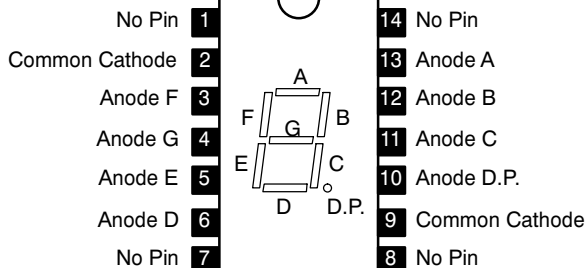 No Pin 1 14 No Pin
Common Cathode 2 13 Anode A
Anode F 3 12 Anode B
Anode G 4 11 Anode C
Anode E 5 10 Anode D.P.
Anode D 6 9 Common Cathode
No Pin 7 8 No Pin
A
F B
G
E C
D D.P.